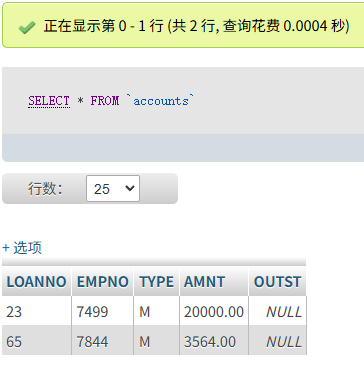 正在显示第 0 - 1 行 (共 2 行, 查询花费 0.0004 秒)
SELECT * FROM `accounts`
行数： 25
+ 选项
LOANNO EMPNO TYPE AMNT OUTST
23 7499 M 20000.00 NULL
65 7844 M 3564.00 NULL